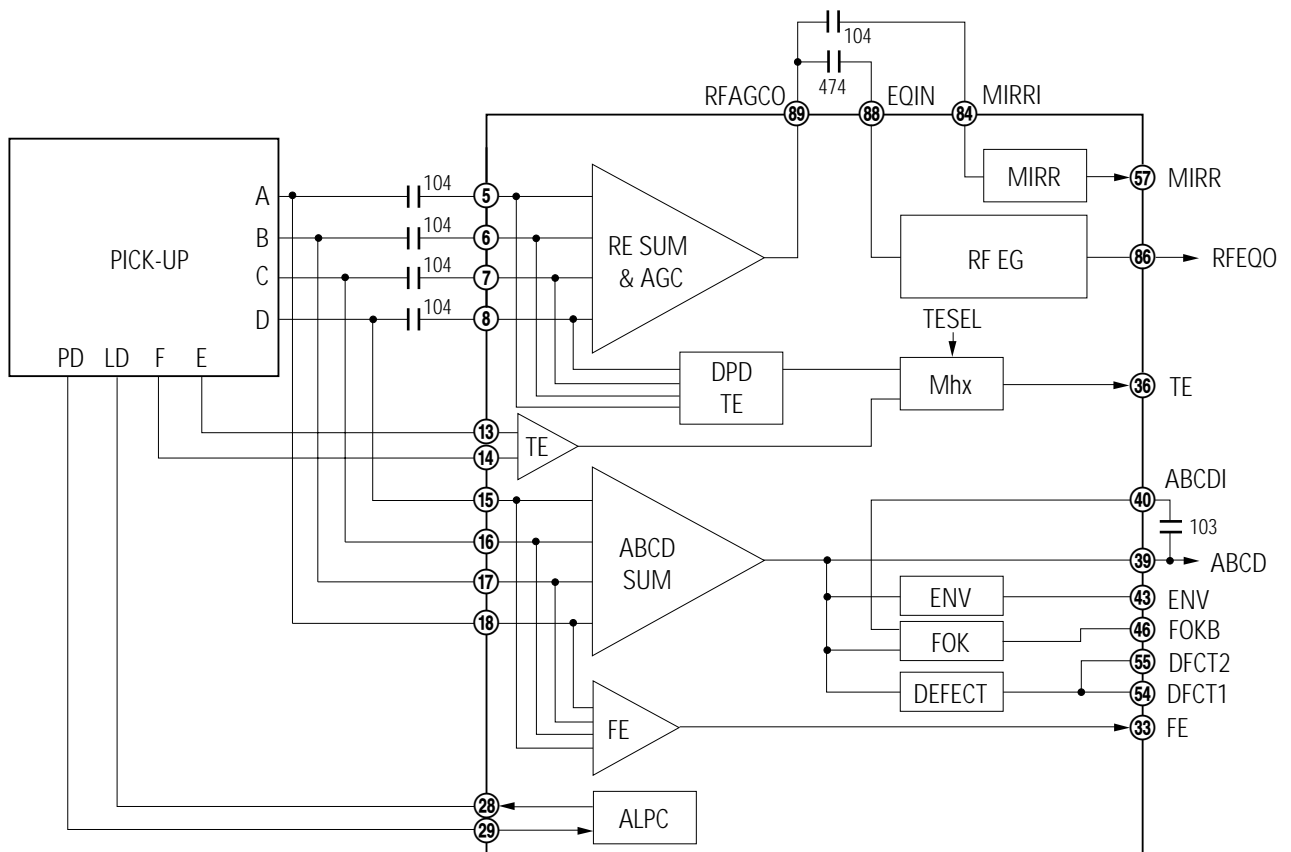 104
474
RFAGCO
EQIN
MIRRI
89
88
84
PICK-UP
A
104
5
B
104
6
C
104
7
D
104
8
PD
LD
F
E
RE SUM
& AGC
MIRR
57
MIRR
RF EG
86
RFEQO
TESEL
DPD
TE
Mhx
36
TE
13
14
TE
15
16
17
18
ABCD
SUM
ABCDI
40
103
39
ABCD
ENV
43
ENV
FOK
46
FOKB
55
DFCT2
DEFECT
54
DFCT1
FE
33
FE
28
29
ALPC